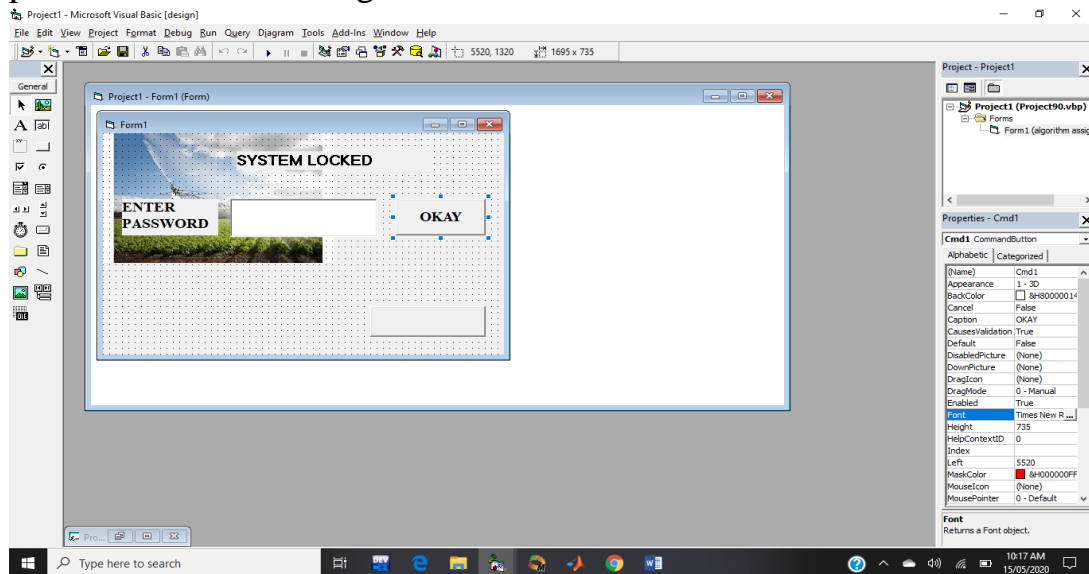 Project1 - Microsoft Visual Basic [design]
File Edit View Project Format Debug Run Query Diagram Tools Add-Ins Window Help
5520, 1320 1695 x 735
General
Project1 - Form1 (Form)
Form1
SYSTEM LOCKED
ENTER
PASSWORD
OKAY
Pro...
Project - Project1
Project1 (Project90.vbp)
Forms
Form1 (algorithm assig
Properties - Cmd1
Cmd1 CommandButton
Alphabetic Categorized
(Name) Cmd1
Appearance 1 - 3D
BackColor &H80000014
Cancel False
Caption OKAY
CausesValidation True
Default False
DisabledPicture (None)
DownPicture (None)
DragIcon (None)
DragMode 0 - Manual
Enabled True
Font Times New R ...
Height 735
HelpContextID 0
Index
Left 5520
MaskColor &H000000FF
MouseIcon (None)
MousePointer 0 - Default
Font
Returns a Font object.
Type here to search
10:17 AM
15/05/2020